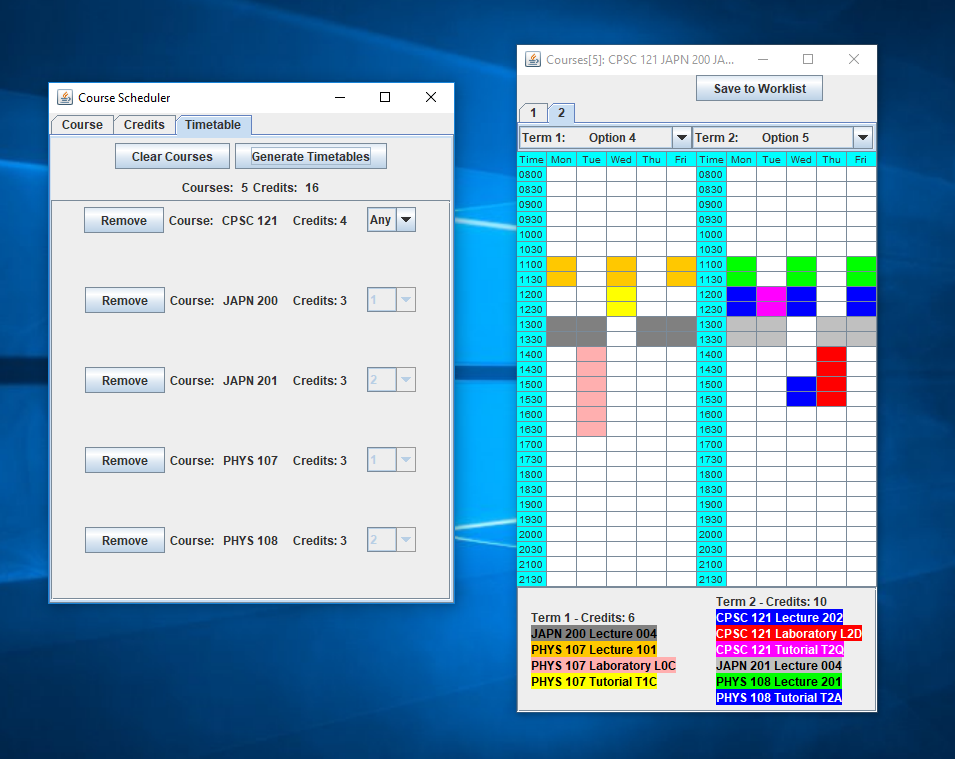 Course Scheduler
Course Credits Timetable
Clear Courses Generate Timetables
Courses: 5 Credits: 16
Remove Course: CPSC 121 Credits: 4 Any
Remove Course: JAPN 200 Credits: 3 1
Remove Course: JAPN 201 Credits: 3 2
Remove Course: PHYS 107 Credits: 3 1
Remove Course: PHYS 108 Credits: 3 2
Courses[5]: CPSC 121 JAPN 200 JA...
Save to Worklist
1 2
Term 1: Option 4 Term 2: Option 5
Time Mon Tue Wed Thu Fri Time Mon Tue Wed Thu Fri
0800 0800
0830 0830
0900 0900
0930 0930
1000 1000
1030 1030
1100 1100
1130 1130
1200 1200
1230 1230
1300 1300
1330 1330
1400 1400
1430 1430
1500 1500
1530 1530
1600 1600
1630 1630
1700 1700
1730 1730
1800 1800
1830 1830
1900 1900
1930 1930
2000 2000
2030 2030
2100 2100
2130 2130
Term 1 - Credits: 6
JAPN 200 Lecture 004
PHYS 107 Lecture 101
PHYS 107 Laboratory L0C
PHYS 107 Tutorial T1C
Term 2 - Credits: 10
CPSC 121 Lecture 202
CPSC 121 Laboratory L2D
CPSC 121 Tutorial T2Q
JAPN 201 Lecture 004
PHYS 108 Lecture 201
PHYS 108 Tutorial T2A